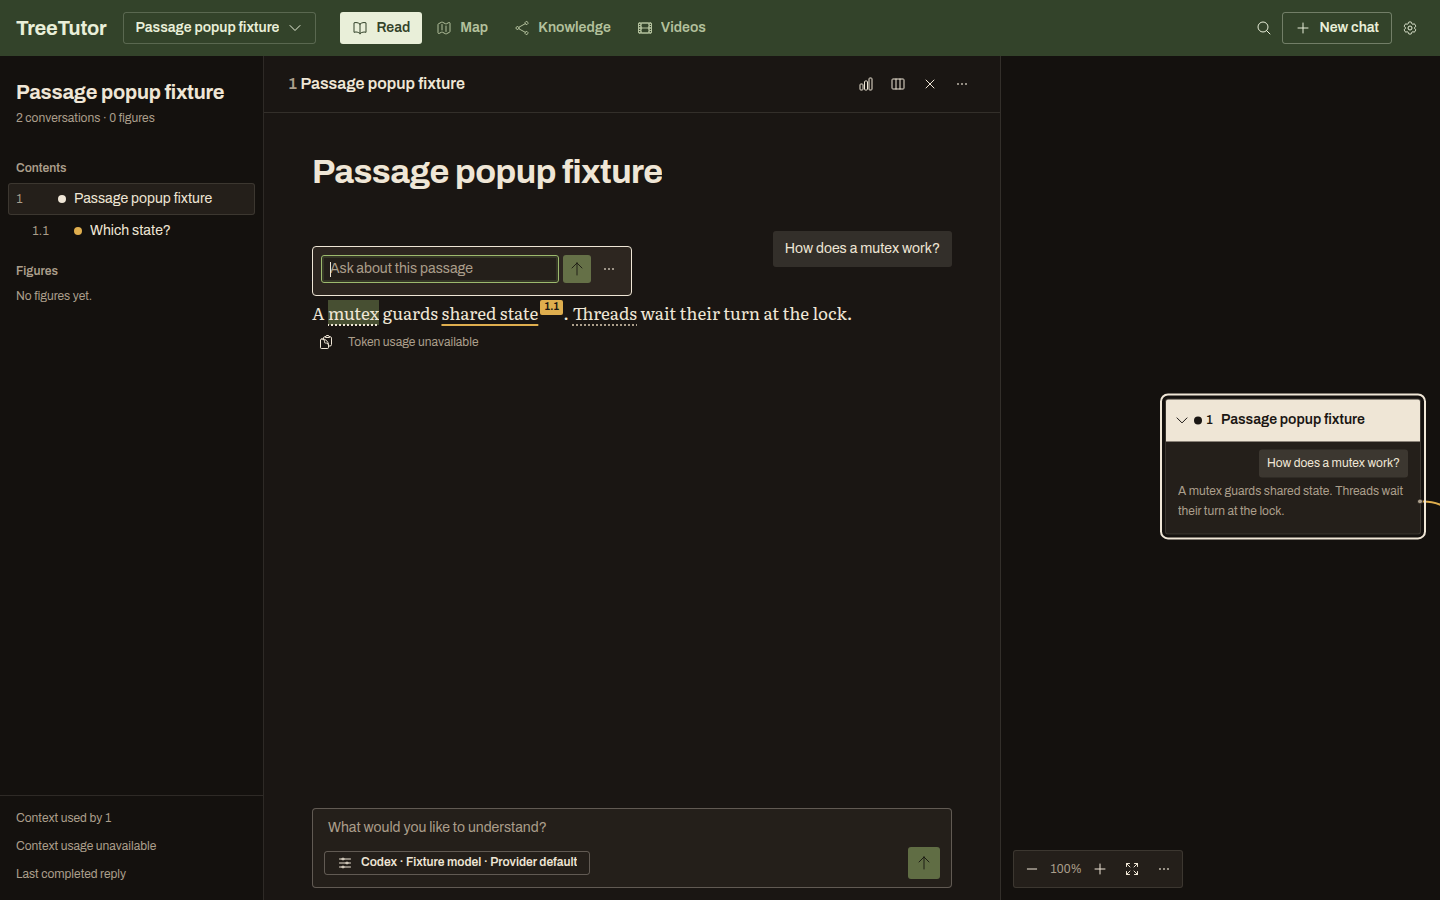 TreeTutor
Passage popup fixture
Read
Map
Knowledge
Videos
New chat
Passage popup fixture
2 conversations · 0 figures
Contents
1 Passage popup fixture
1.1 Which state?
Figures
No figures yet.
Context used by 1
Context usage unavailable
Last completed reply
1 Passage popup fixture
Passage popup fixture
How does a mutex work?
Ask about this passage
A mutex guards shared state 1.1. Threads wait their turn at the lock.
Token usage unavailable
What would you like to understand?
Codex · Fixture model · Provider default
1 Passage popup fixture
How does a mutex work?
A mutex guards shared state. Threads wait
their turn at the lock.
100%